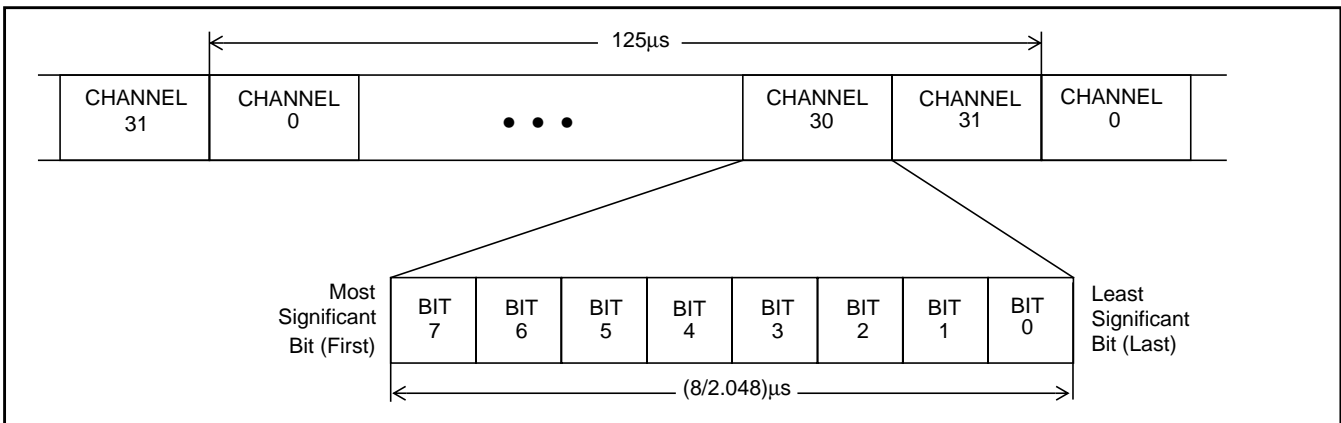 125µs
CHANNEL
31
CHANNEL
0
• • •
CHANNEL
30
CHANNEL
31
CHANNEL
0
Most
Significant
Bit (First)
BIT
7
BIT
6
BIT
5
BIT
4
BIT
3
BIT
2
BIT
1
BIT
0
Least
Significant
Bit (Last)
(8/2.048)µs